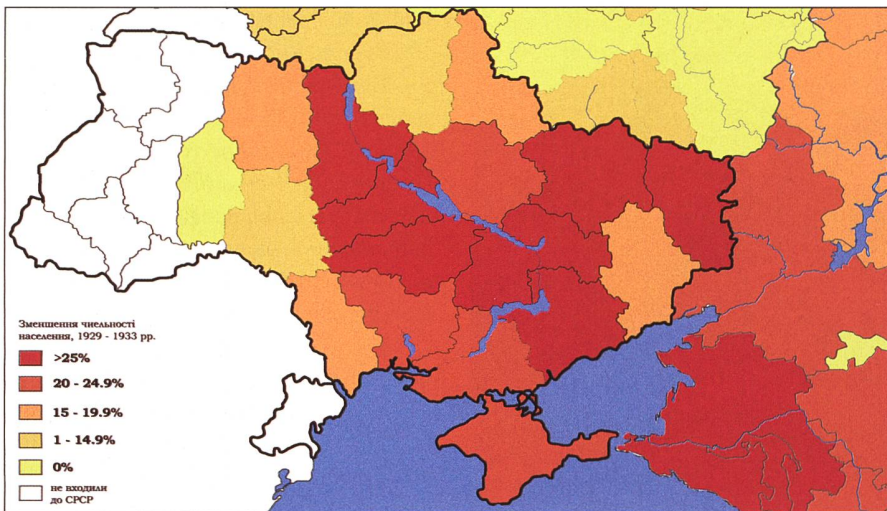 Зменшення чисельності
населення, 1929 - 1933 рр.
>25%
20 - 24.9%
15 - 19.9%
1 - 14.9%
0%
не входили
до СРСР